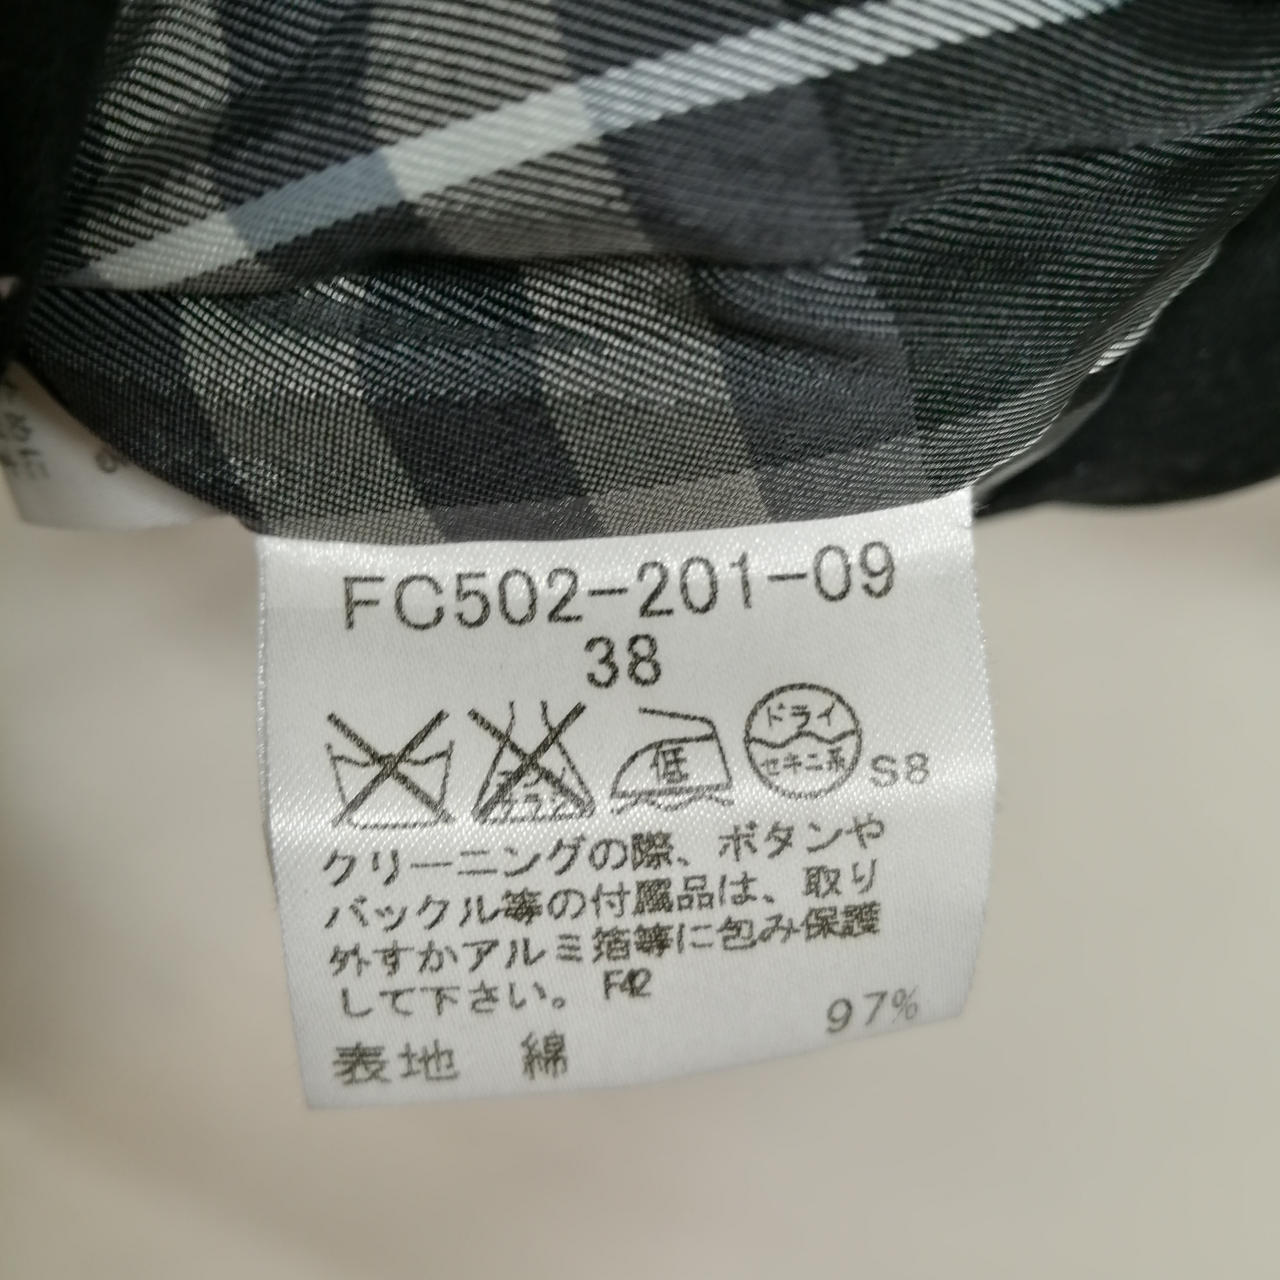 FC502-201-09
38
低
ドライ
セキニ系
S8
クリーニングの際、ボタンや
バックル等の付属品は、取り
外すかアルミ箔等に包み保護
して下さい。 F42
表地 綿 97%